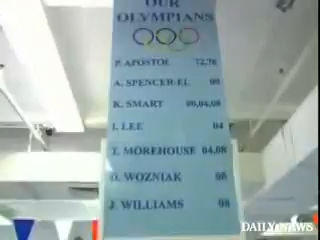 OUR
OLYMPIANS
P. APOSTOL 72,76
A. SPENCER-EL 00
K. SMART 00,04,08
I. LEE 04
T. MOREHOUSE 04,08
D. WOZNIAK 08
J. WILLIAMS 08
DAILY NEWS